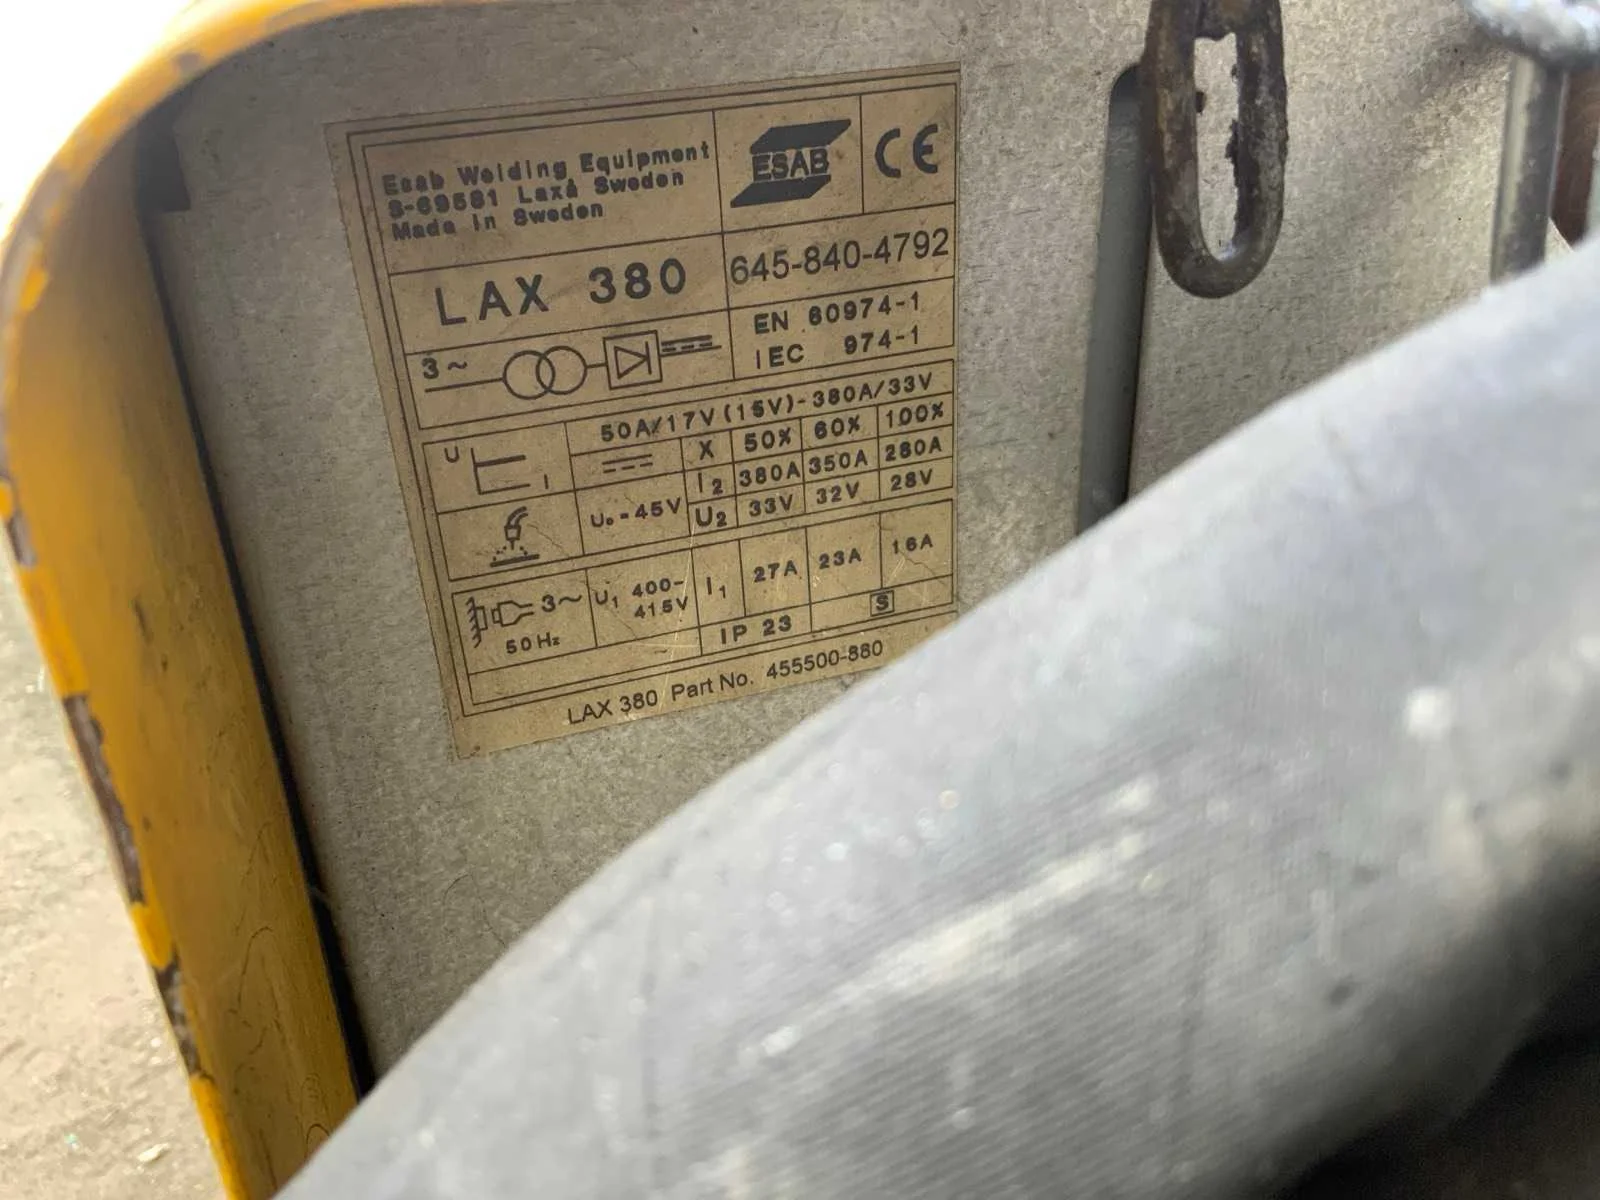 Esab Welding Equipment
S-69581 Laxå Sweden
Made in Sweden
ESAB
CE
LAX 380
645-840-4792
3~
EN 60974-1
IEC 974-1
50A/17V(15V)-380A/33V
U
I
X 50% 60% 100%
I2 380A 350A 280A
U₀-45V
U2 33V 32V 28V
3~
50Hz
U1 400-
415V
I1 27A 23A 16A
IP 23
S
LAX 380 Part No. 455500-880